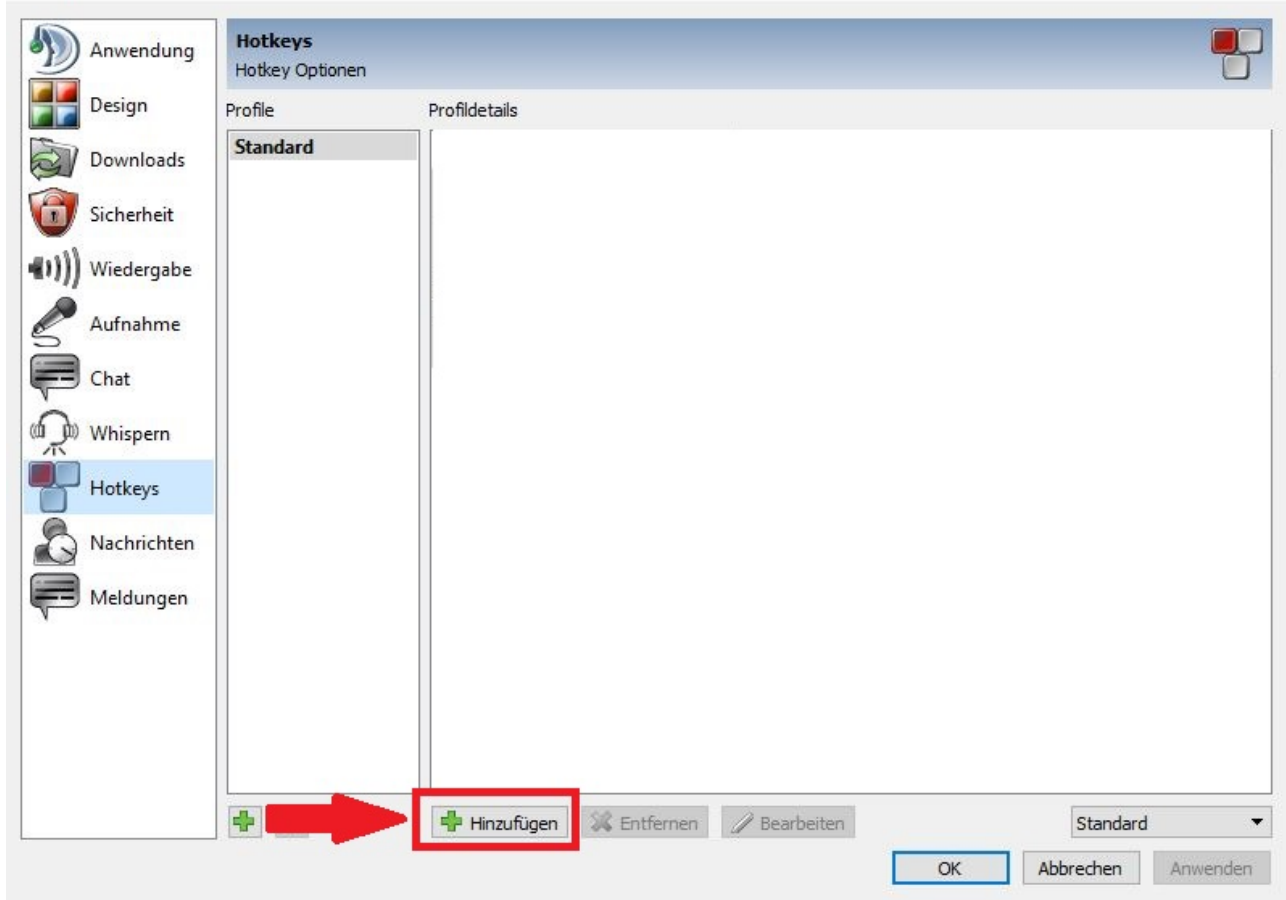 Anwendung
Design
Downloads
Sicherheit
Wiedergabe
Aufnahme
Chat
Whispern
Hotkeys
Nachrichten
Meldungen
Hotkeys
Hotkey Optionen
Profile
Profildetails
Standard
Hinzufügen
Entfernen
Bearbeiten
Standard
OK
Abbrechen
Anwenden